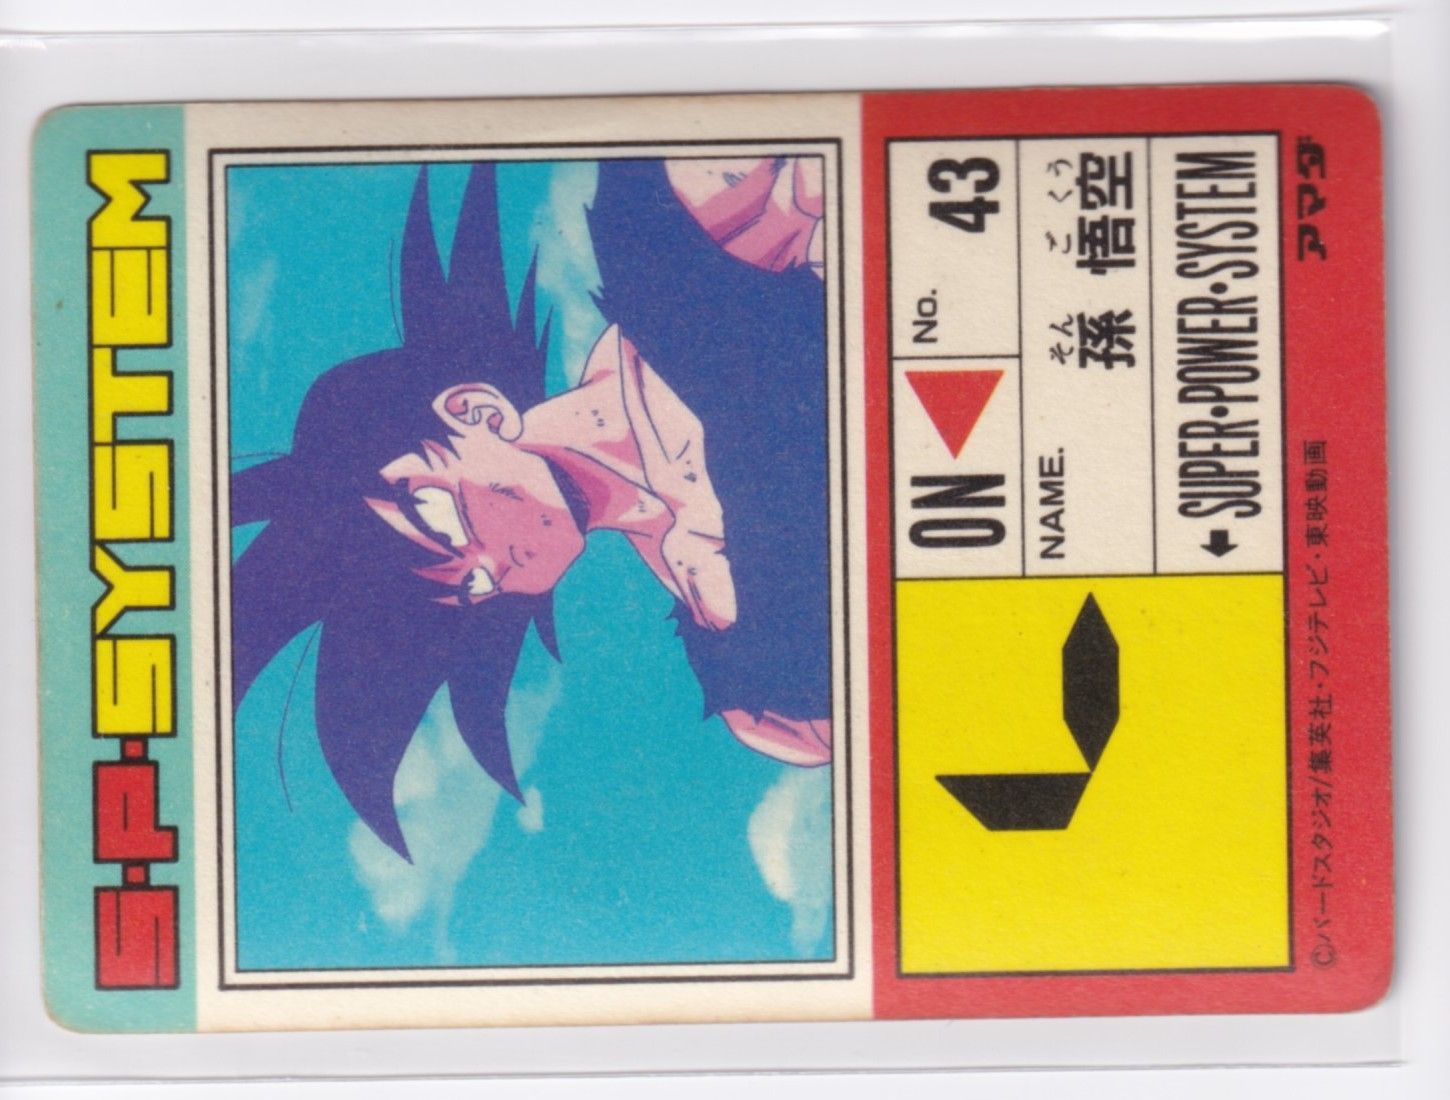 S·P·SYSTEM
ON
No. 43
NAME.
そん ご くう
孫 悟空
SUPER·POWER·SYSTEM
アマダ
©バードスタジオ/集英社・フジテレビ・東映動画